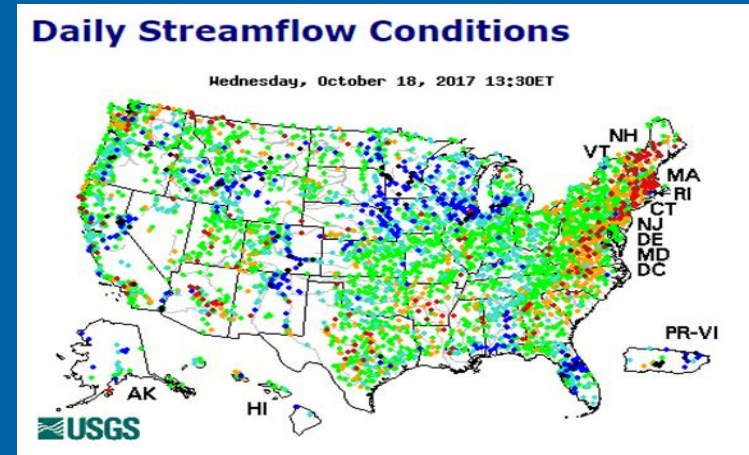 Daily Streamflow Conditions
Wednesday, October 18, 2017 13:30ET
NH
VT
MA
RI
CT
NJ
DE
MD
DC
PR-VI
AK
HI
USGS